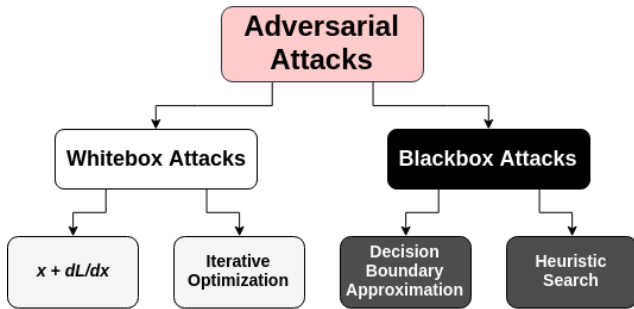 Adversarial
Attacks
Whitebox Attacks
Blackbox Attacks
x + dL/dx
Iterative
Optimization
Decision
Boundary
Approximation
Heuristic
Search